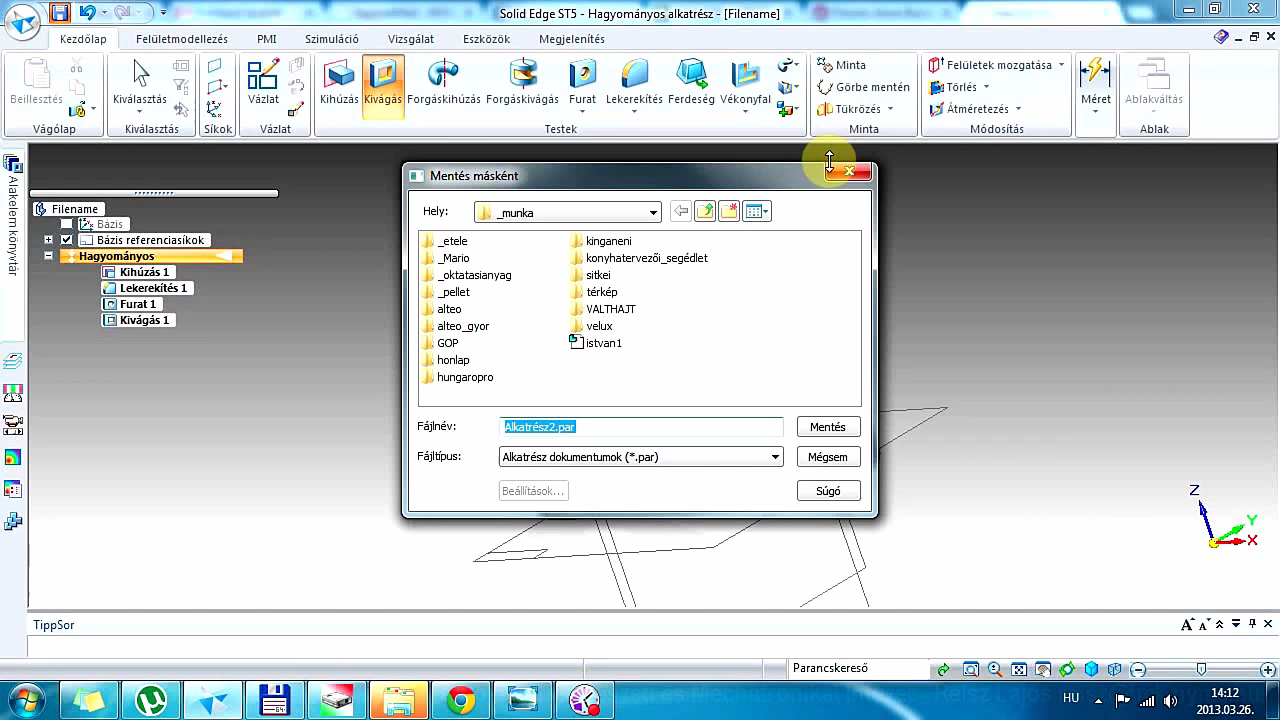 Solid Edge ST5 - Hagyományos alkatrész - [Filename]
Kezdőlap Felületmodellezés PMI Szimuláció Vizsgálat Eszközök Megjelenítés
Beillesztés
Vágólap
Kiválasztás
Kiválasztás
Síkok
Vázlat
Vázlat
Kihúzás Kivágás Forgáskihúzás Forgáskivágás Furat Lekerekítés Ferdeség Vékonyfal
Testek
Minta
Görbe mentén
Tükrözés
Minta
Felületek mozgatása
Törlés
Átméretezés
Módosítás
Méret
Ablakváltás
Ablak
Alakelem könyvtár
Filename
Bázis
Bázis referenciasíkok
Hagyományos
Kihúzás 1
Lekerekítés 1
Furat 1
Kivágás 1
Mentés másként
Hely: _munka
_etele
_Mario
_oktatasianyag
_pellet
alteo
alteo_gyor
GOP
honlap
hungaropro
kinganeni
konyhatervezői_segédlet
sitkei
térkép
VALTHAJT
velux
istvan1
Fájlnév: Alkatrész2.par Mentés
Fájltípus: Alkatrész dokumentumok (*.par) Mégsem
Beállítások... Súgó
Z
Y
X
TippSor
Parancskereső
HU
14:12
2013.03.26.